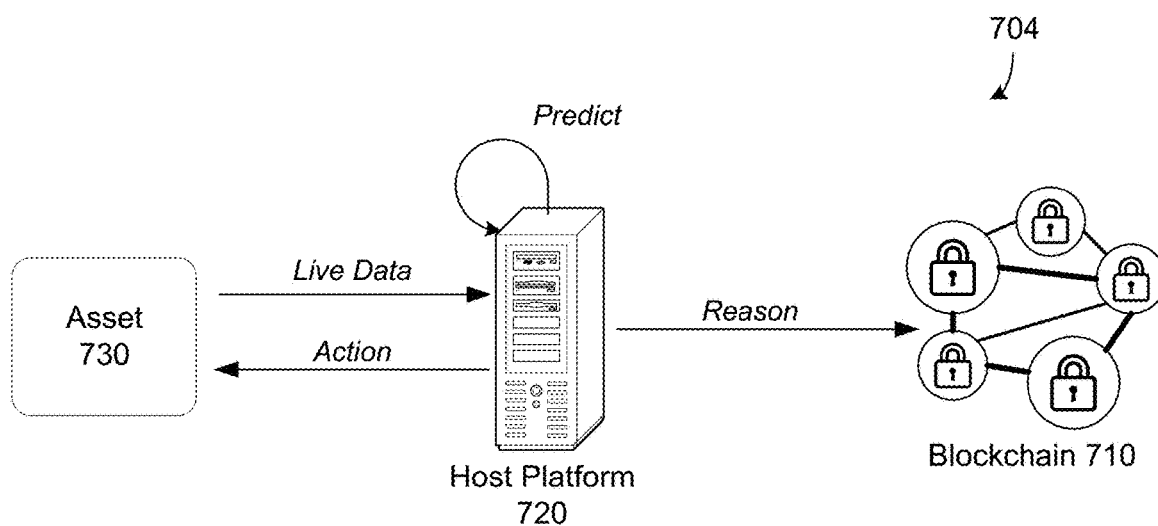 704
Predict
Live Data
Asset
730
Action
Reason
Host Platform
720
Blockchain 710